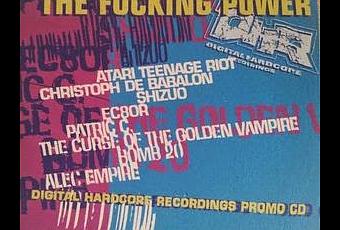 THE FUCKING POWER
DIGITAL HARDCORE
RECORDINGS
ATARI TEENAGE RIOT
CHRISTOPH DE BABALON
SHIZUO
EC8OR
PATRIC C.
THE CURSE OF THE GOLDEN VAMPIRE
BOMB 20
ALEC EMPIRE
DIGITAL HARDCORE RECORDINGS PROMO CD